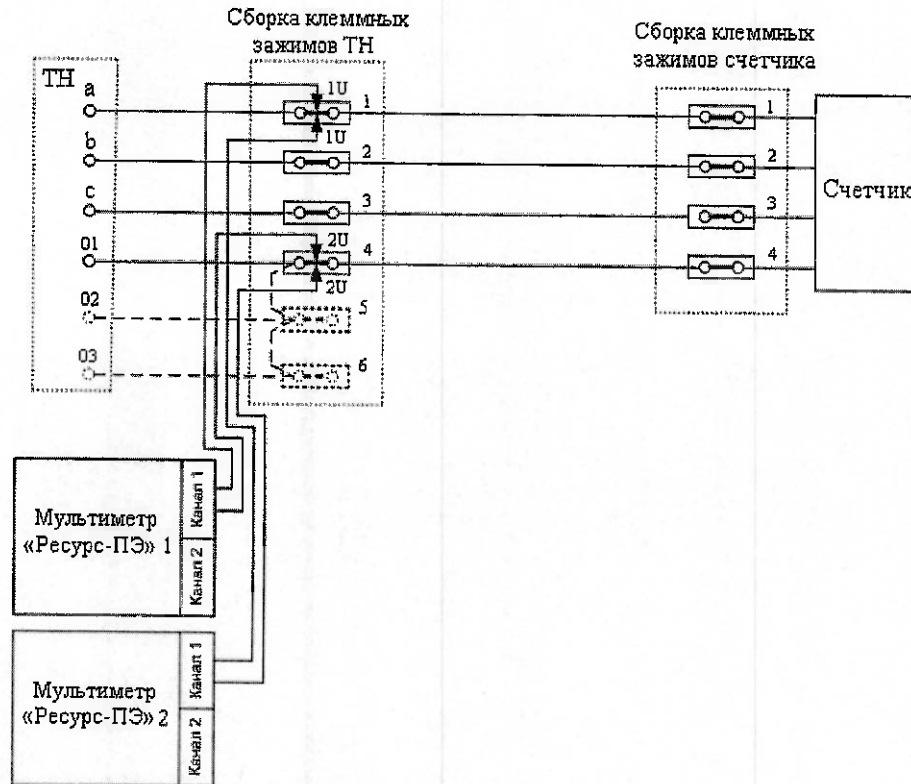 Сборка клеммных
зажимов ТН
Сборка клеммных
зажимов счетчика
ТН
a
b
c
01
02
03
1U
1
1U
2
3
2U
4
2U
5
6
1
2
3
4
Счетчик
Мультиметр
«Ресурс-ПЭ» 1
Канал 1
Канал 2
Мультиметр
«Ресурс-ПЭ» 2
Канал 1
Канал 2